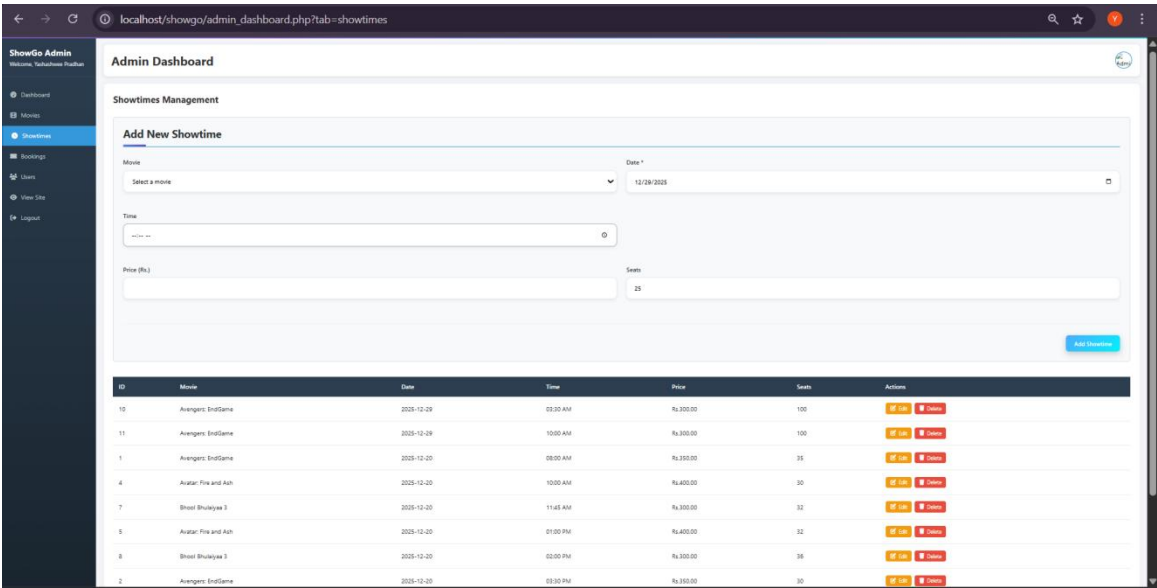 localhost/showgo/admin_dashboard.php?tab=showtimes
Y
ShowGo Admin
Welcome, Yashashwee Pradhan
Dashboard
Movies
Showtimes
Bookings
Users
View Site
Logout
Admin Dashboard
Showtimes Management
Add New Showtime
Movie Date *
Select a movie 12/29/2025
Time
--:-- --
Price (Rs.) Seats
25
Add Showtime
ID Movie Date Time Price Seats Actions
10 Avengers: EndGame 2025-12-29 03:30 AM Rs.300.00 100 Edit Delete
11 Avengers: EndGame 2025-12-29 10:00 AM Rs.300.00 100 Edit Delete
1 Avengers: EndGame 2025-12-20 08:00 AM Rs.350.00 35 Edit Delete
4 Avatar: Fire and Ash 2025-12-20 10:00 AM Rs.400.00 30 Edit Delete
7 Bhool Bhulaiyaa 3 2025-12-20 11:45 AM Rs.300.00 32 Edit Delete
5 Avatar: Fire and Ash 2025-12-20 01:00 PM Rs.400.00 32 Edit Delete
8 Bhool Bhulaiyaa 3 2025-12-20 02:00 PM Rs.300.00 36 Edit Delete
2 Avengers: EndGame 2025-12-20 03:30 PM Rs.350.00 30 Edit Delete